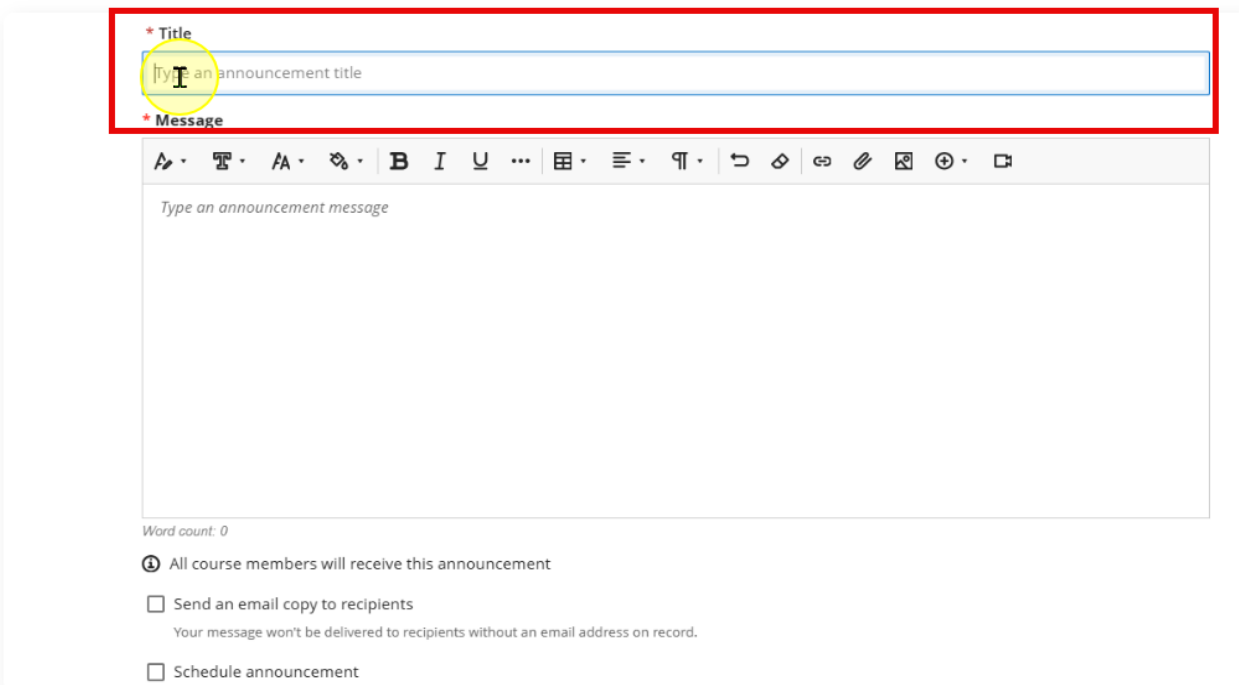 * Title
Type an announcement title
* Message
Type an announcement message
Word count: 0
All course members will receive this announcement
Send an email copy to recipients
Your message won't be delivered to recipients without an email address on record.
Schedule announcement